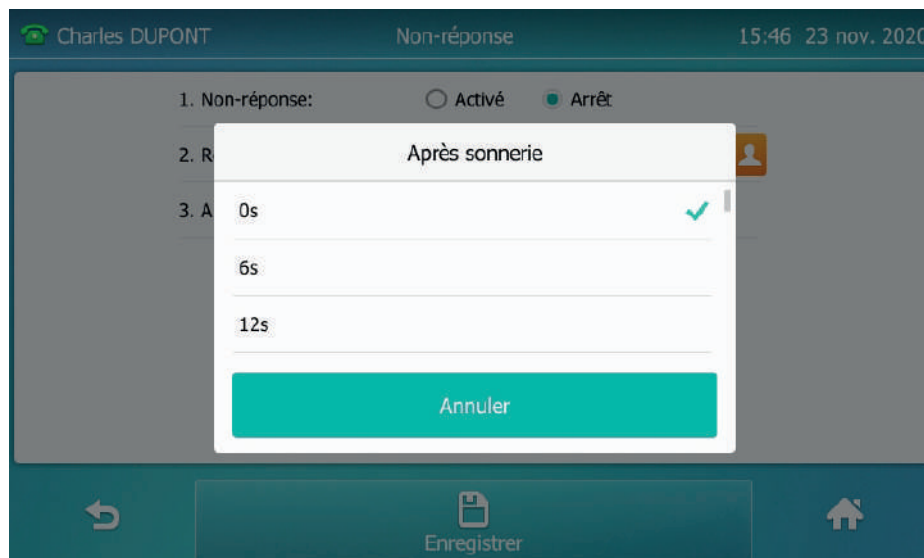 Charles DUPONT Non-réponse 15:46 23 nov. 2020
1. Non-réponse: Activé Arrêt
2. R
Après sonnerie
3. A
0s
6s
12s
Annuler
Enregistrer